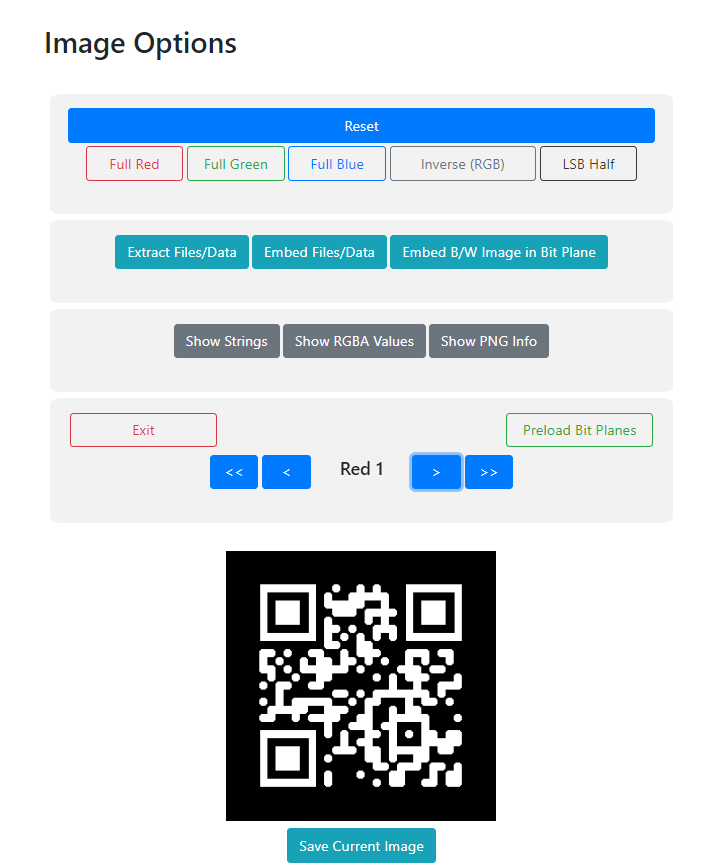 Image Options
Reset
Full Red Full Green Full Blue Inverse (RGB) LSB Half
Extract Files/Data Embed Files/Data Embed B/W Image in Bit Plane
Show Strings Show RGBA Values Show PNG Info
Exit Preload Bit Planes
<< < Red 1 > >>
Save Current Image